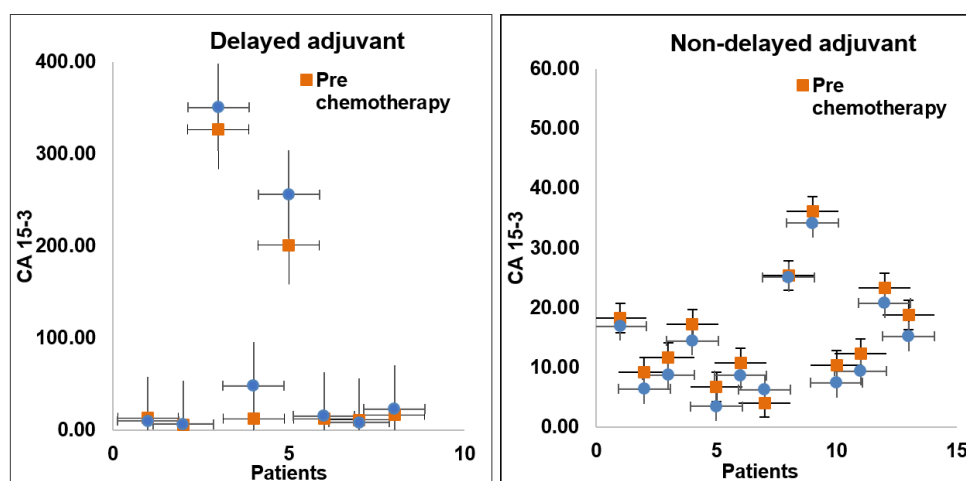 Delayed adjuvant
400.00
Pre
chemotherapy
300.00
CA 15-3
200.00
100.00
0.00
0
5
10
Patients
Non-delayed adjuvant
60.00
Pre
chemotherapy
50.00
40.00
CA 15-3
30.00
20.00
10.00
0.00
0
5
10
15
Patients